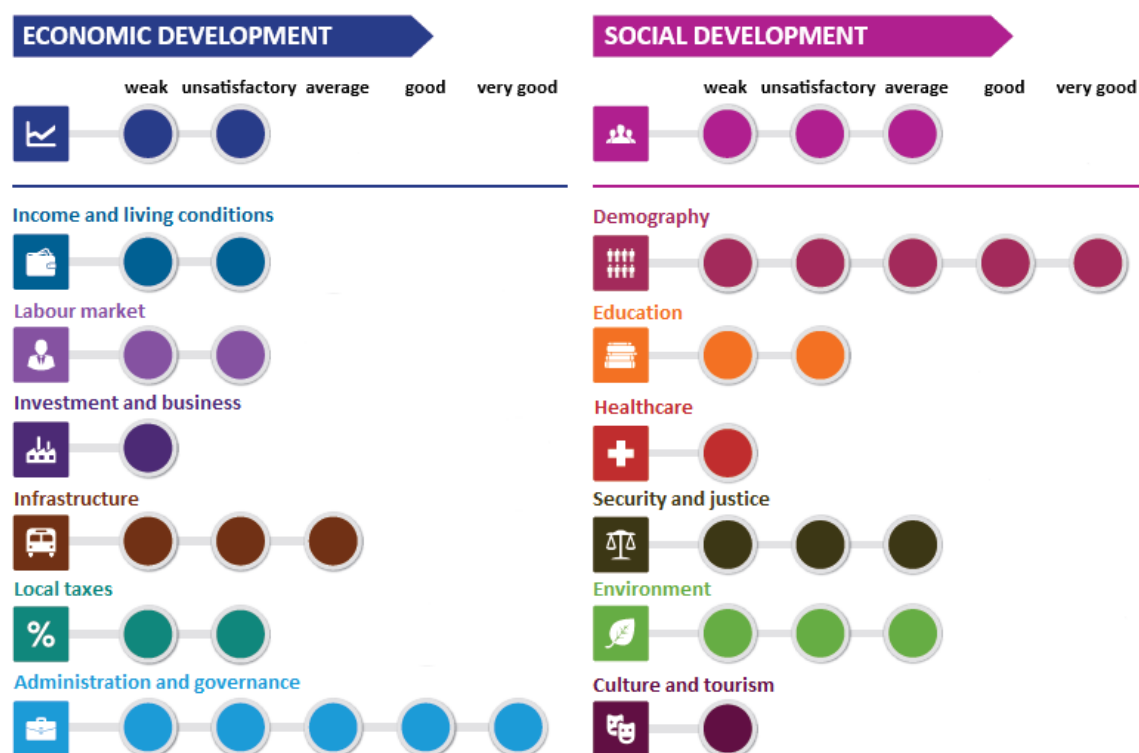 ECONOMIC DEVELOPMENT
weak unsatisfactory average good very good
Income and living conditions
Labour market
Investment and business
Infrastructure
Local taxes
%
Administration and governance
SOCIAL DEVELOPMENT
weak unsatisfactory average good very good
Demography
Education
Healthcare
Security and justice
Environment
Culture and tourism